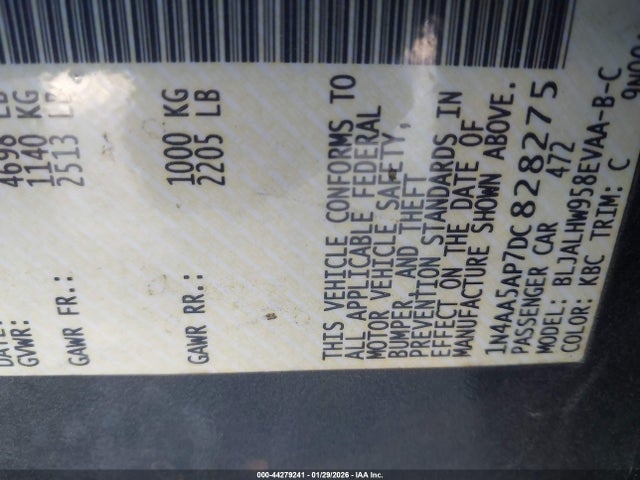 DATE:
GVWR: 4696 LB
GAWR FR.: 1140 KG
2513 LB
GAWR RR.: 1000 KG
2205 LB
THIS VEHICLE CONFORMS TO
ALL APPLICABLE FEDERAL
MOTOR VEHICLE SAFETY,
BUMPER, AND THEFT
PREVENTION STANDARDS IN
EFFECT ON THE DATE OF
MANUFACTURE SHOWN ABOVE.
1N4AA5AP7DC828275
PASSENGER CAR 472
MODEL: BLJALHW958EVAA-B-C
COLOR: KBC TRIM: C
000-44279241 - 01/29/2026 - IAA Inc.